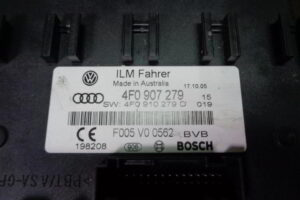 ILM Fahrer
Made in Australia
17.10.05
4F0 907 279
15
SW: 4F0 910 279 D 019
F005 V0 0562 BVB
198208
BOSCH